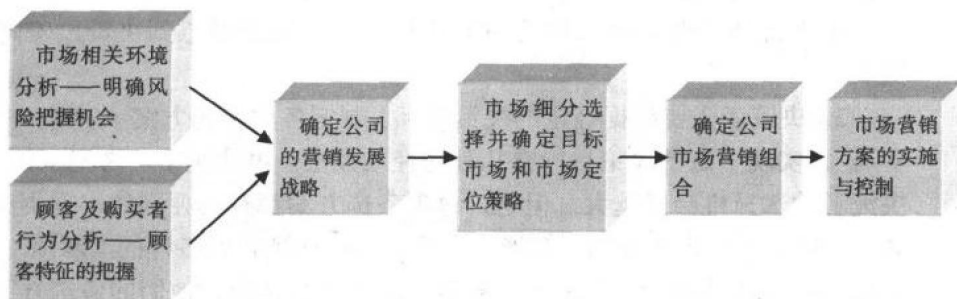 市场相关环境
分析——明确风
险把握机会
顾客及购买者
行为分析——顾
客特征的把握
确定公司
的营销发展
战略
市场细分选
择并确定目标
市场和市场定
位策略
确定公司
市场营销组
合
市场营销
方案的实施
与控制